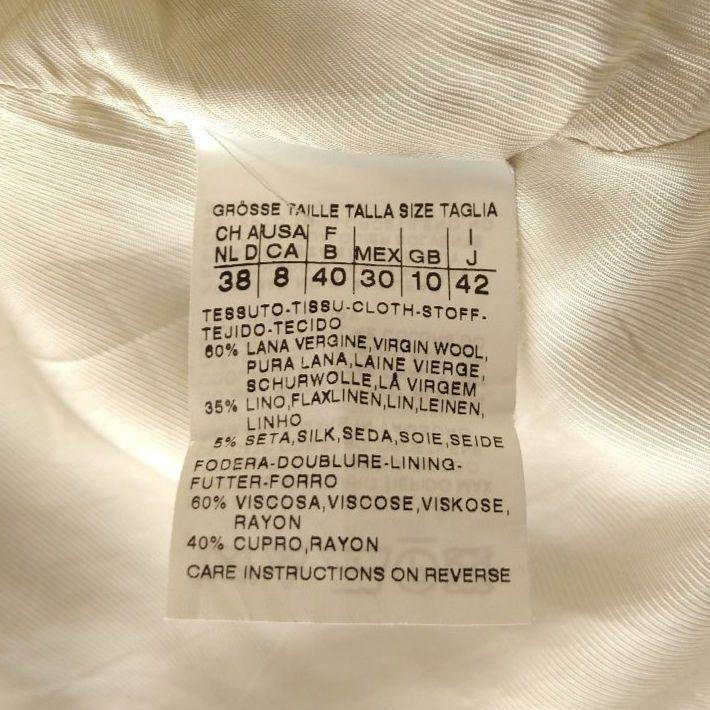 GRÖSSE TAILLE TALLA SIZE TAGLIA
CH A USA F I
NL D CA B MEX GB J
38 8 40 30 10 42
TESSUTO-TISSU-CLOTH-STOFF-
TEJIDO-TECIDO
60% LANA VERGINE,VIRGIN WOOL,
PURA LANA,LAINE VIERGE,
SCHURWOLLE,LÂ VIRGEM
35% LINO,FLAXLINEN,LIN,LEINEN,
LINHO
5% SETA,SILK,SEDA,SOIE,SEIDE
FODERA-DOUBLURE-LINING-
FUTTER-FORRO
60% VISCOSA,VISCOSE,VISKOSE,
RAYON
40% CUPRO,RAYON
CARE INSTRUCTIONS ON REVERSE